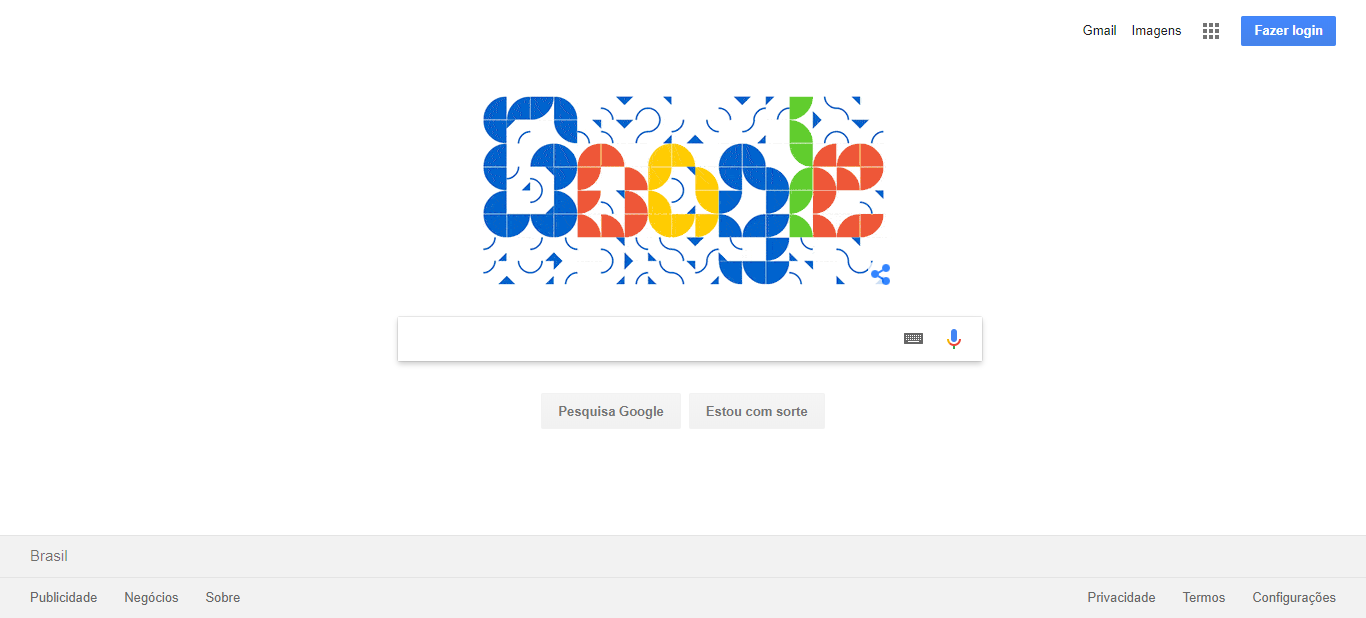 Gmail Imagens Fazer login
Google
Pesquisa Google Estou com sorte
Brasil
Publicidade Negócios Sobre Privacidade Termos Configurações